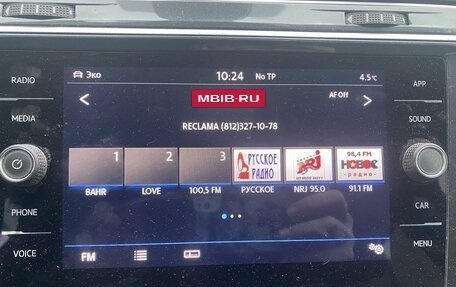 RADIO
Эко
10:24
No TP
4.5°C
APP
MBIB-RU
AF Off
MEDIA
RECLAMA (812)327-10-78
SOUND
1
2
3
РУССКОЕ РАДИО
NRJ
98,4 FM
НОВОЕ
радио
BAHR
LOVE
100,5 FM
РУССКОЕ
NRJ 95.0
91.1 FM
PHONE
CAR
VOICE
FM
MENU